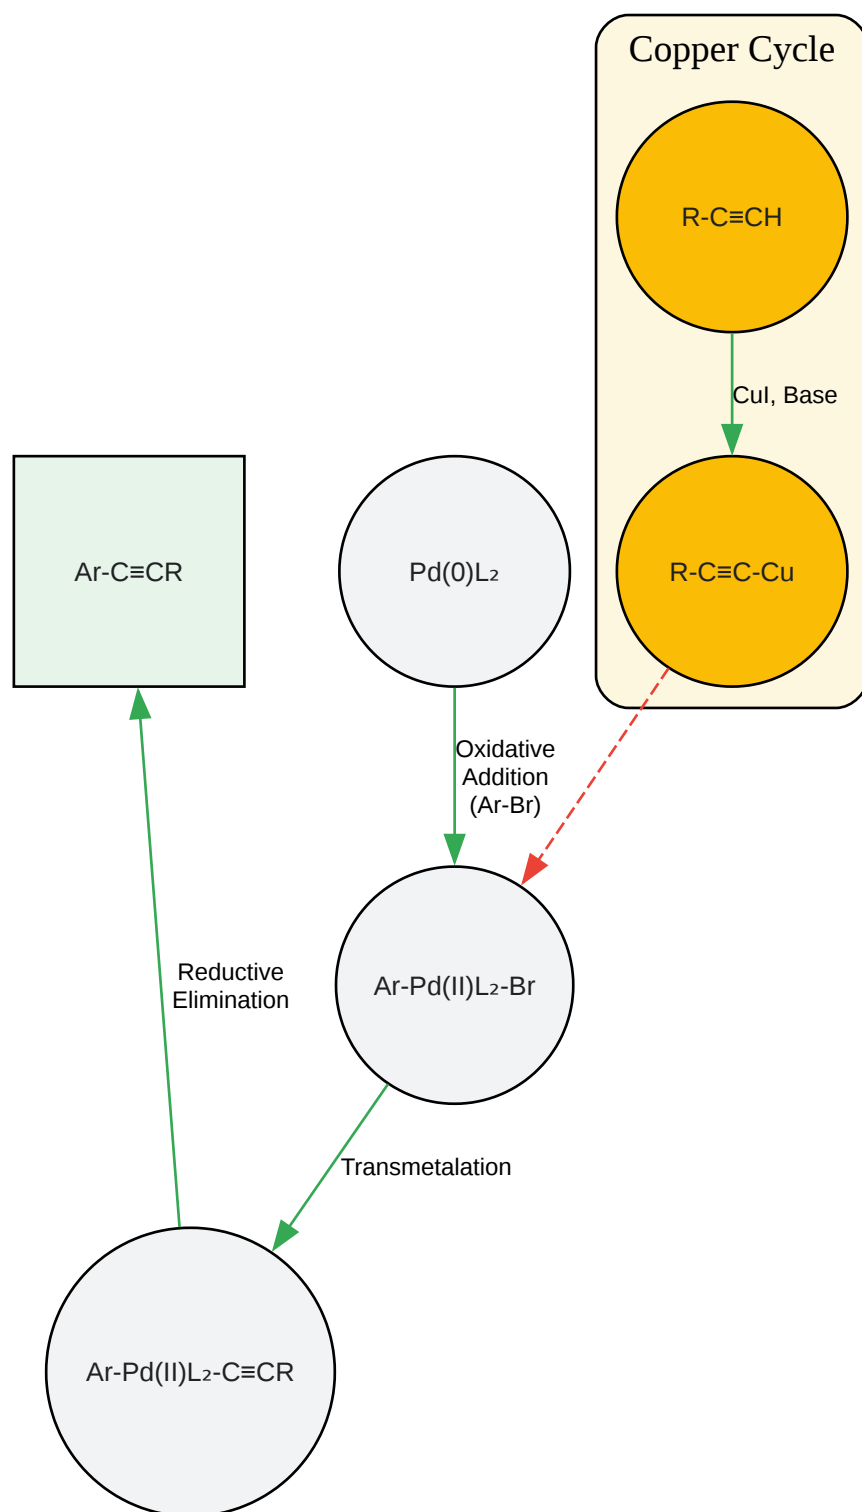 Copper Cycle
R-C≡CH
CuI, Base
Ar-C≡CR
Pd(0)L₂
R-C≡C-Cu
Oxidative
Addition
(Ar-Br)
Reductive
Elimination
Ar-Pd(II)L₂-Br
Transmetalation
Ar-Pd(II)L₂-C≡CR